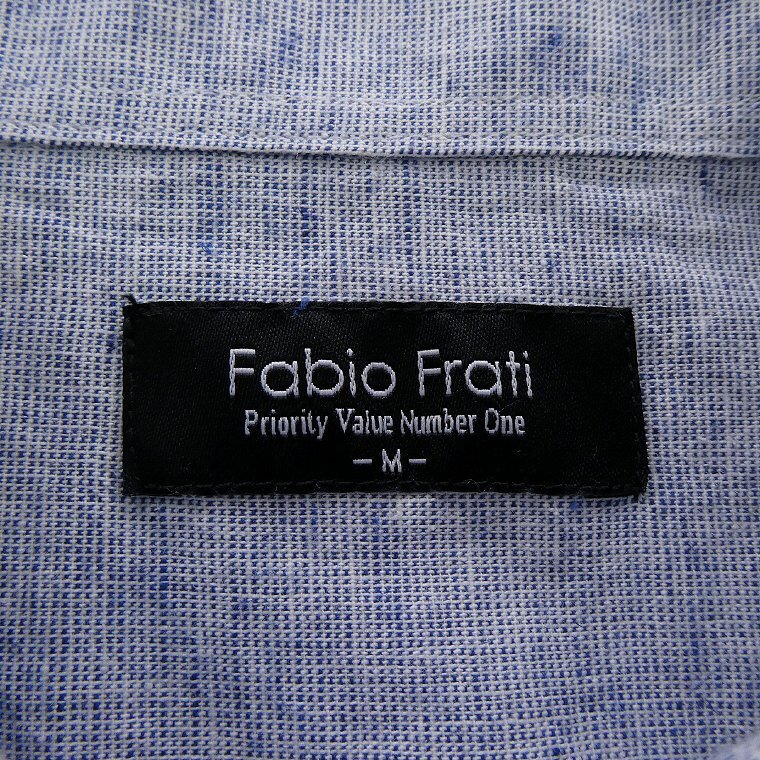 Fabio Frati
Priority Value Number One
- M -